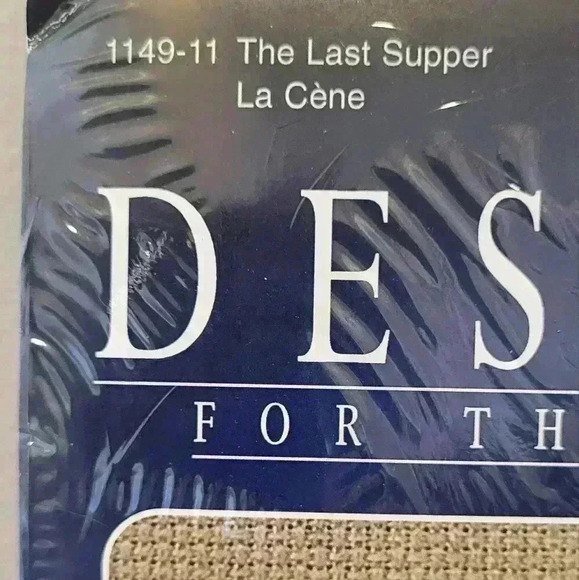 1149-11 The Last Supper
La Cène
DES
FOR TH